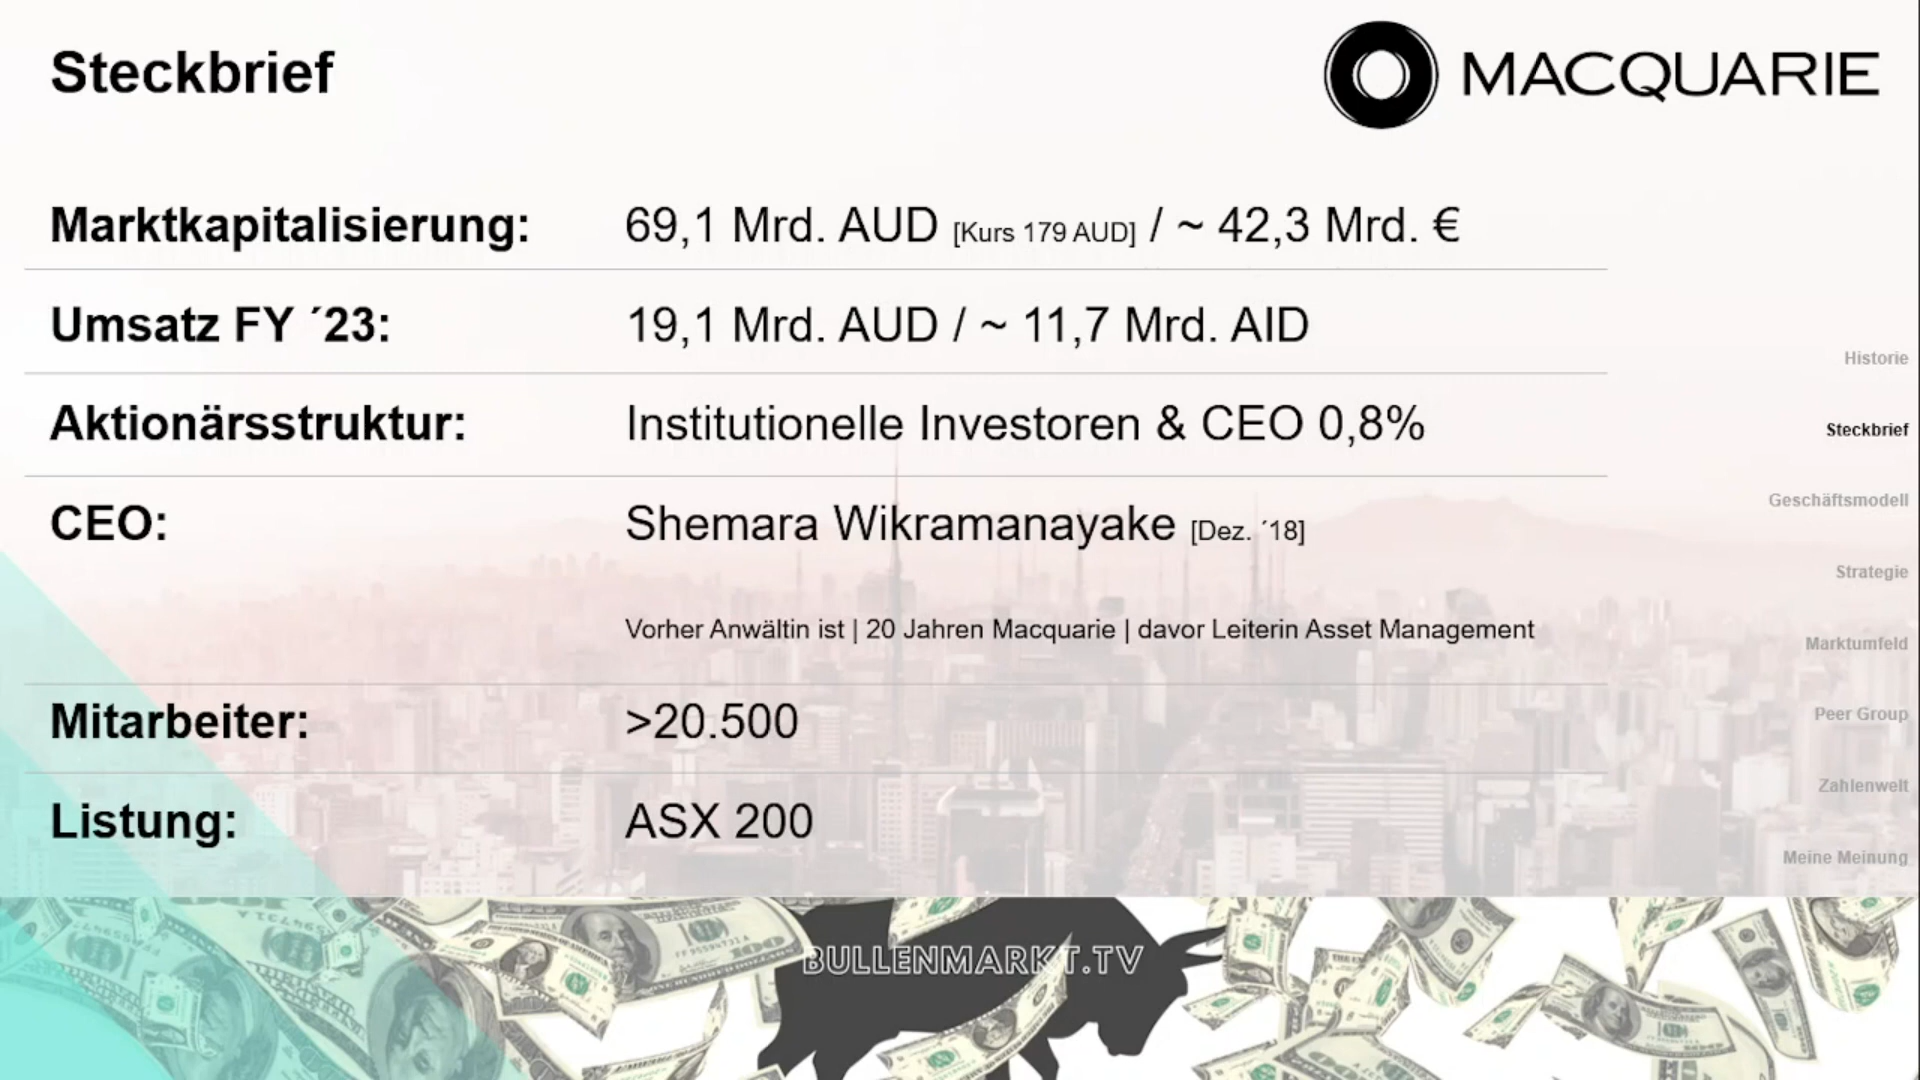 Steckbrief
MACQUARIE
Marktkapitalisierung: 69,1 Mrd. AUD [Kurs 179 AUD] / ~ 42,3 Mrd. €
Umsatz FY ´23: 19,1 Mrd. AUD / ~ 11,7 Mrd. AID
Aktionärsstruktur: Institutionelle Investoren & CEO 0,8%
CEO: Shemara Wikramanayake [Dez. ´18]
Vorher Anwältin ist | 20 Jahren Macquarie | davor Leiterin Asset Management
Mitarbeiter: >20.500
Listung: ASX 200
Historie
Steckbrief
Geschäftsmodell
Strategie
Marktumfeld
Peer Group
Zahlenwelt
Meine Meinung
BULLENMARKT.TV